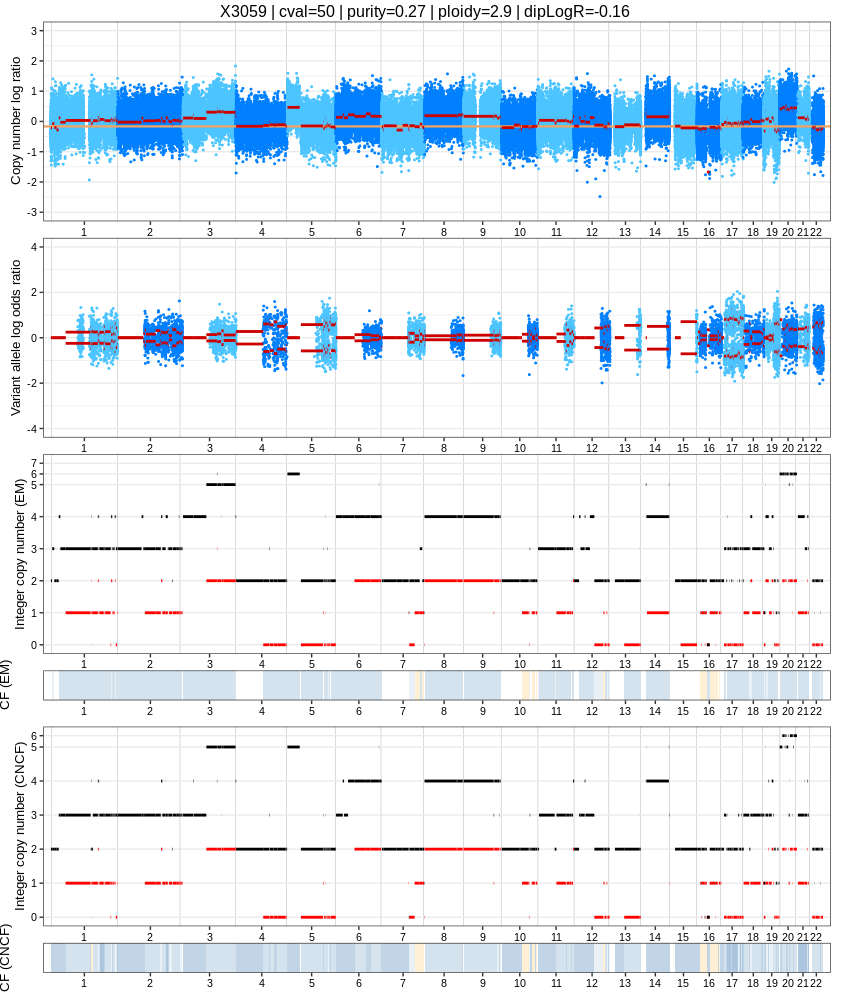 X3059 | cval=50 | purity=0.27 | ploidy=2.9 | dipLogR=-0.16
Copy number log ratio
3
2
1
0
-1
-2
-3
1 2 3 4 5 6 7 8 9 10 11 12 13 14 15 16 17 18 19 20 21 22
Variant allele log odds ratio
4
2
0
-2
-4
1 2 3 4 5 6 7 8 9 10 11 12 13 14 15 16 17 18 19 20 21 22
Integer copy number (EM)
7
6
5
4
3
2
1
0
1 2 3 4 5 6 7 8 9 10 11 12 13 14 15 16 17 18 19 20 21 22
CF (EM)
1 2 3 4 5 6 7 8 9 10 11 12 13 14 15 16 17 18 19 20 21 22
Integer copy number (CNCF)
6
5
4
3
2
1
0
1 2 3 4 5 6 7 8 9 10 11 12 13 14 15 16 17 18 19 20 21 22
CF (CNCF)
1 2 3 4 5 6 7 8 9 10 11 12 13 14 15 16 17 18 19 20 21 22